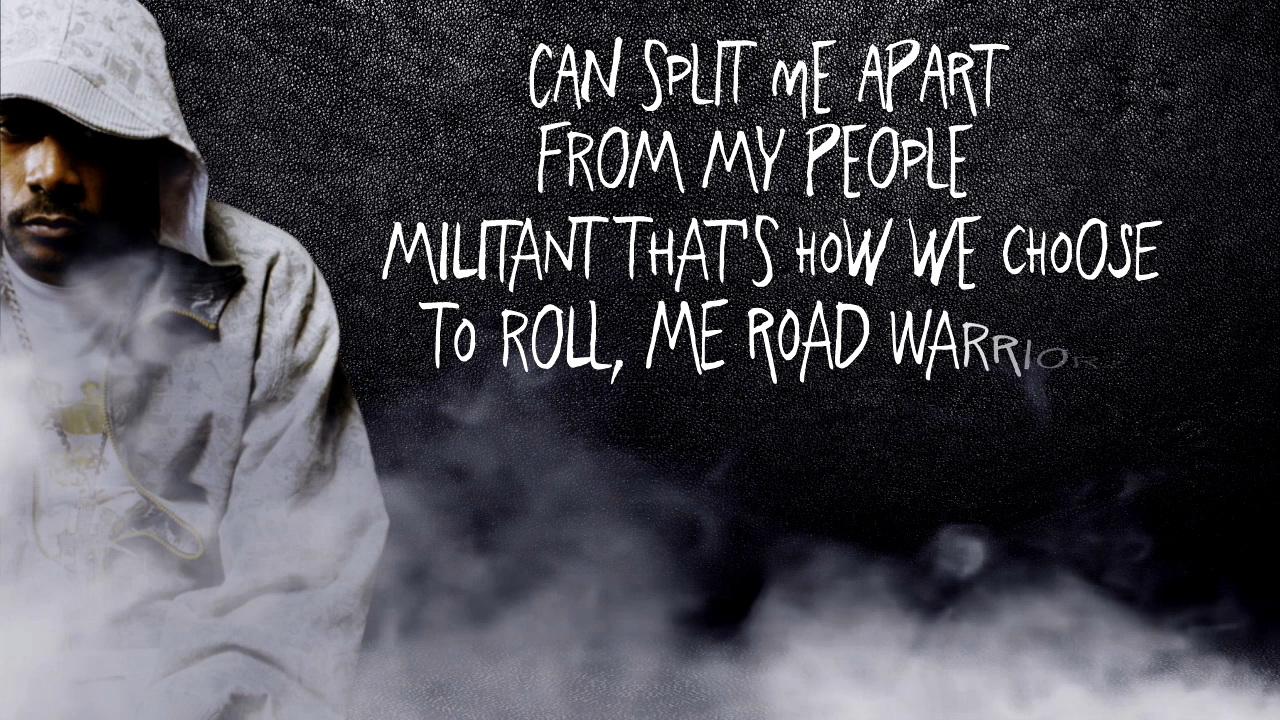 CAN SPLIT ME APART
FROM MY PEOPLE
MILITANT THAT'S HOW WE CHOOSE
TO ROLL, ME ROAD WARRIOR